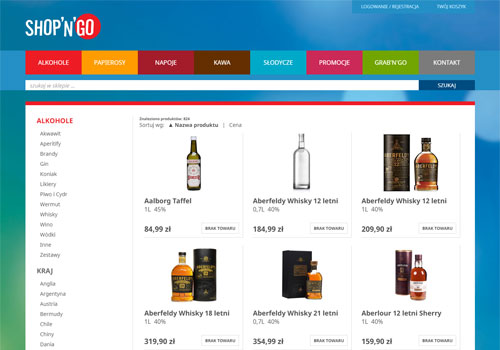 LOGOWANIE / REJESTRACJA
TWÓJ KOSZYK
SHOP'N'GO
ALKOHOLE
PAPIEROSY
NAPOJE
KAWA
SŁODYCZE
PROMOCJE
GRAB'N'GO
KONTAKT
szukaj w sklepie ...
SZUKAJ
ALKOHOLE
Akwawit
Aperitify
Brandy
Gin
Koniak
Likiery
Piwo i Cydr
Wermut
Whisky
Wino
Wódki
Inne
Zestawy
KRAJ
Anglia
Argentyna
Austria
Bermudy
Chile
Chiny
Dania
Znaleziono produktów: 824
Sortuj wg: ▲ Nazwa produktu | Cena
Aalborg Taffel
1L 45%
84,99 zł
BRAK TOWARU
Aberfeldy Whisky 12 letni
0,7L 40%
184,99 zł
BRAK TOWARU
Aberfeldy Whisky 12 letni
1L 40%
209,90 zł
BRAK TOWARU
Aberfeldy Whisky 18 letni
1L 40%
319,90 zł
BRAK TOWARU
Aberfeldy Whisky 21 letni
1L 40%
354,99 zł
BRAK TOWARU
Aberlour 12 letni Sherry
1L 40%
159,90 zł
BRAK TOWARU